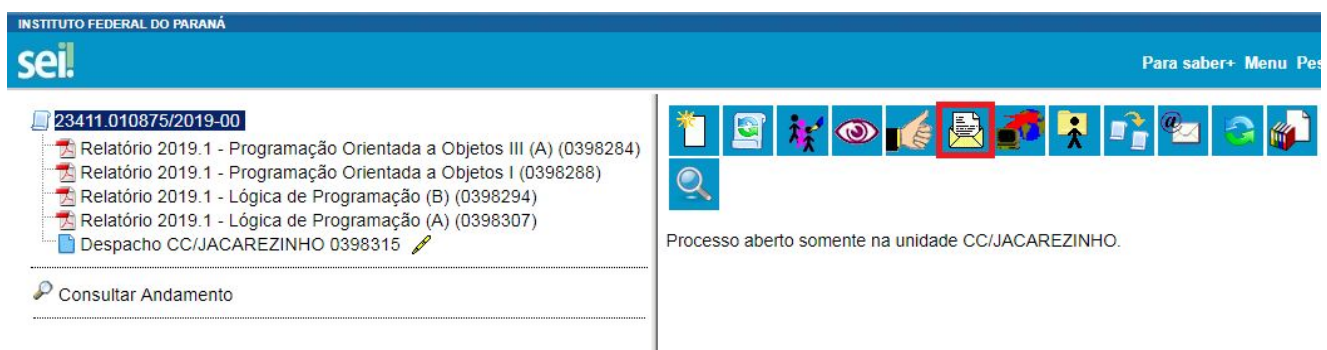 INSTITUTO FEDERAL DO PARANÁ
sei!
Para saber+ Menu Pes
23411.010875/2019-00
Relatório 2019.1 - Programação Orientada a Objetos III (A) (0398284)
Relatório 2019.1 - Programação Orientada a Objetos I (0398288)
Relatório 2019.1 - Lógica de Programação (B) (0398294)
Relatório 2019.1 - Lógica de Programação (A) (0398307)
Despacho CC/JACAREZINHO 0398315
Consultar Andamento
Processo aberto somente na unidade CC/JACAREZINHO.